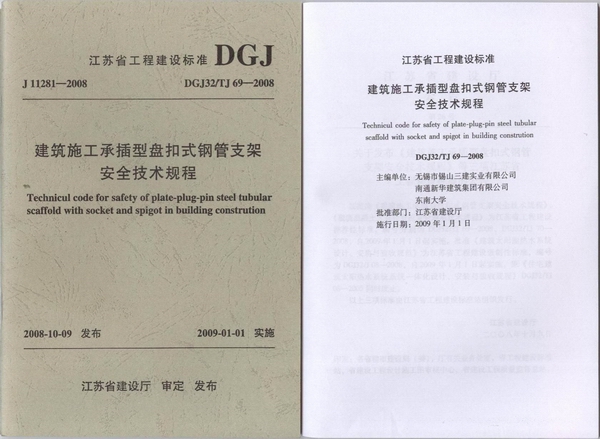 江苏省工程建设标准 DGJ
J 11281—2008 DGJ32/TJ 69—2008
建筑施工承插型盘扣式钢管支架
安全技术规程
Technicul code for safety of plate-plug-pin steel tubular
scaffold with socket and spigot in building constrution
2008-10-09 发布 2009-01-01 实施
江苏省建设厅 审定 发布
江苏省工程建设标准
建筑施工承插型盘扣式钢管支架
安全技术规程
Technicul code for safety of plate-plug-pin steel tubular
scaffold with socket and spigot in building constrution
DGJ32/TJ 69—2008
主编单位：无锡市锡山三建实业有限公司
南通新华建筑集团有限公司
东南大学
批准部门：江苏省建设厅
施行日期：2009 年 1 月 1 日